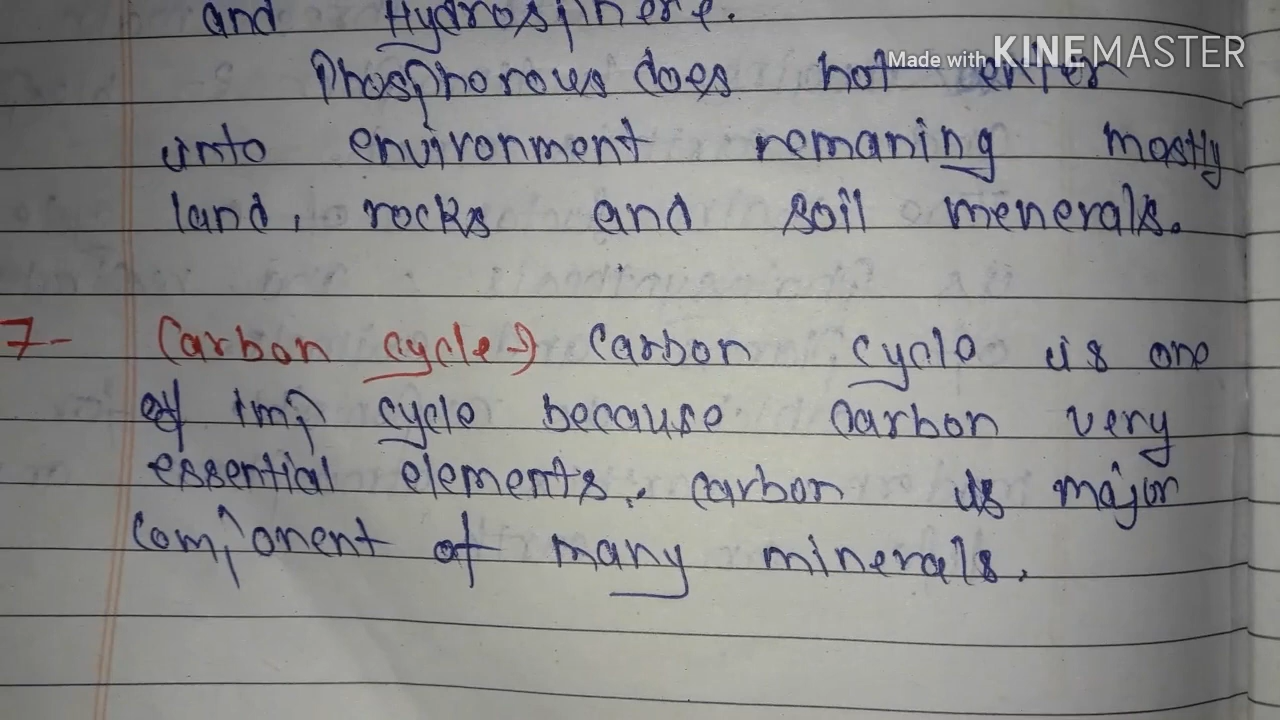 and Hydrosphere.
Made with KINEMASTER
Phosphorous does not enter
into environment remaning mostly
land, rocks and soil menerals.
7- Carbon cycle → Carbon cycle is one
of imp cycle because carbon very
essential elements. carbon is major
component of many minerals.